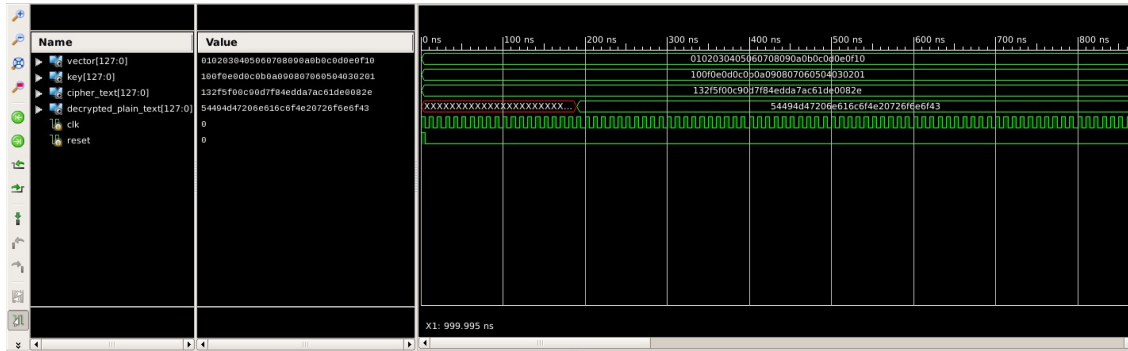 Name
Value
0 ns
100 ns
200 ns
300 ns
400 ns
500 ns
600 ns
700 ns
800 ns
vector[127:0]
0102030405060708090a0b0c0d0e0f10
0102030405060708090a0b0c0d0e0f10
key[127:0]
100f0e0d0c0b0a090807060504030201
100f0e0d0c0b0a090807060504030201
cipher_text[127:0]
132f5f00c90d7f84edda7ac61de0082e
132f5f00c90d7f84edda7ac61de0082e
decrypted_plain_text[127:0]
54494d47206e616c6f4e20726f6e6f43
XXXXXXXXXXXXXXXXXXXXXXX...
54494d47206e616c6f4e20726f6e6f43
clk
0
reset
0
X1: 999.995 ns